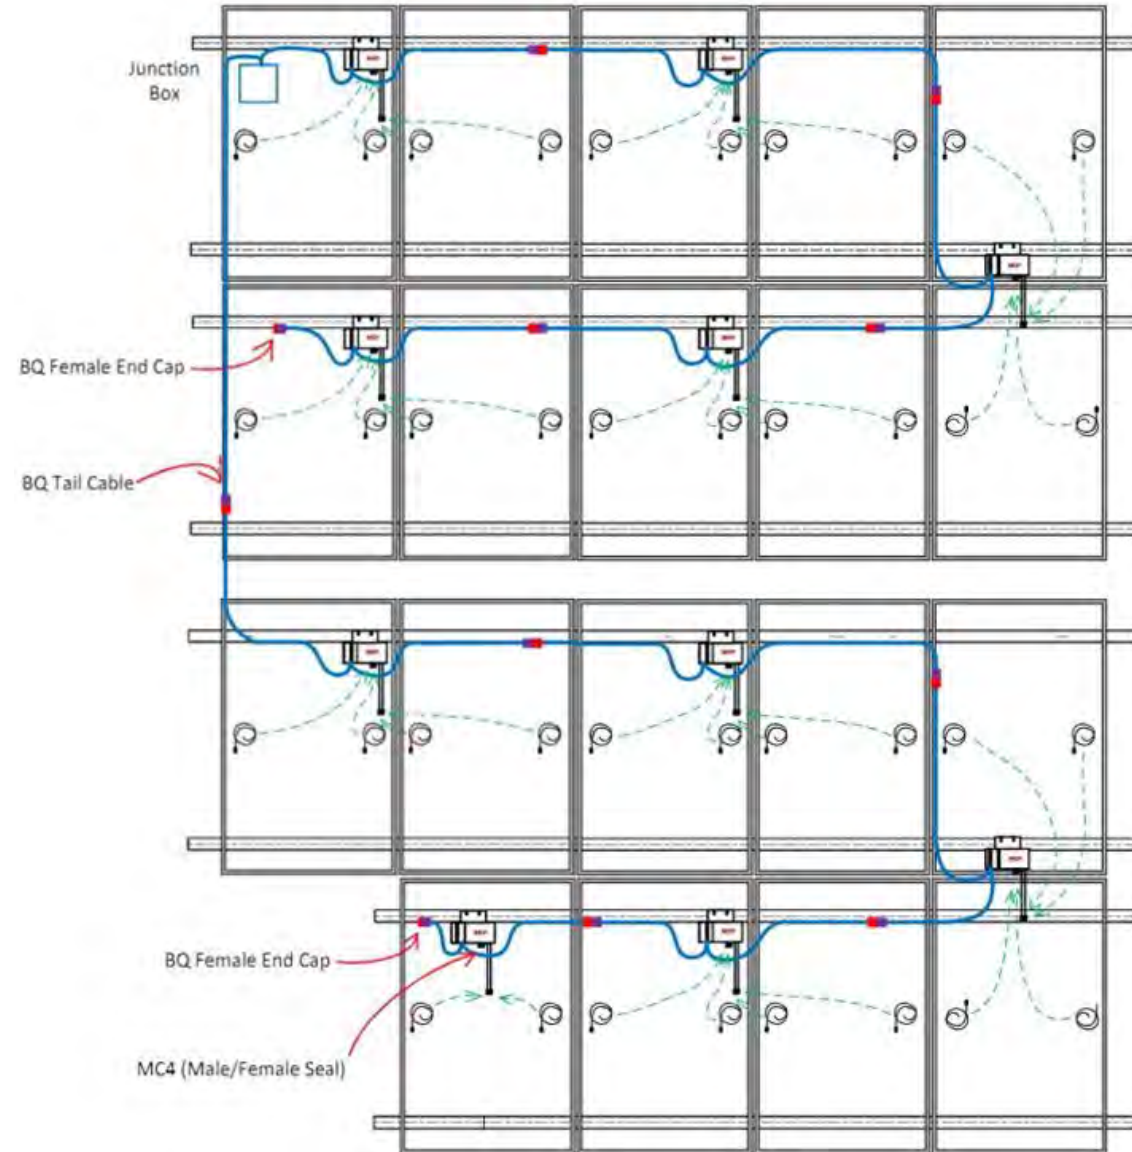 Junction
Box
BQ Female End Cap
BQ Tail Cable
BQ Female End Cap
MC4 (Male/Female Seal)